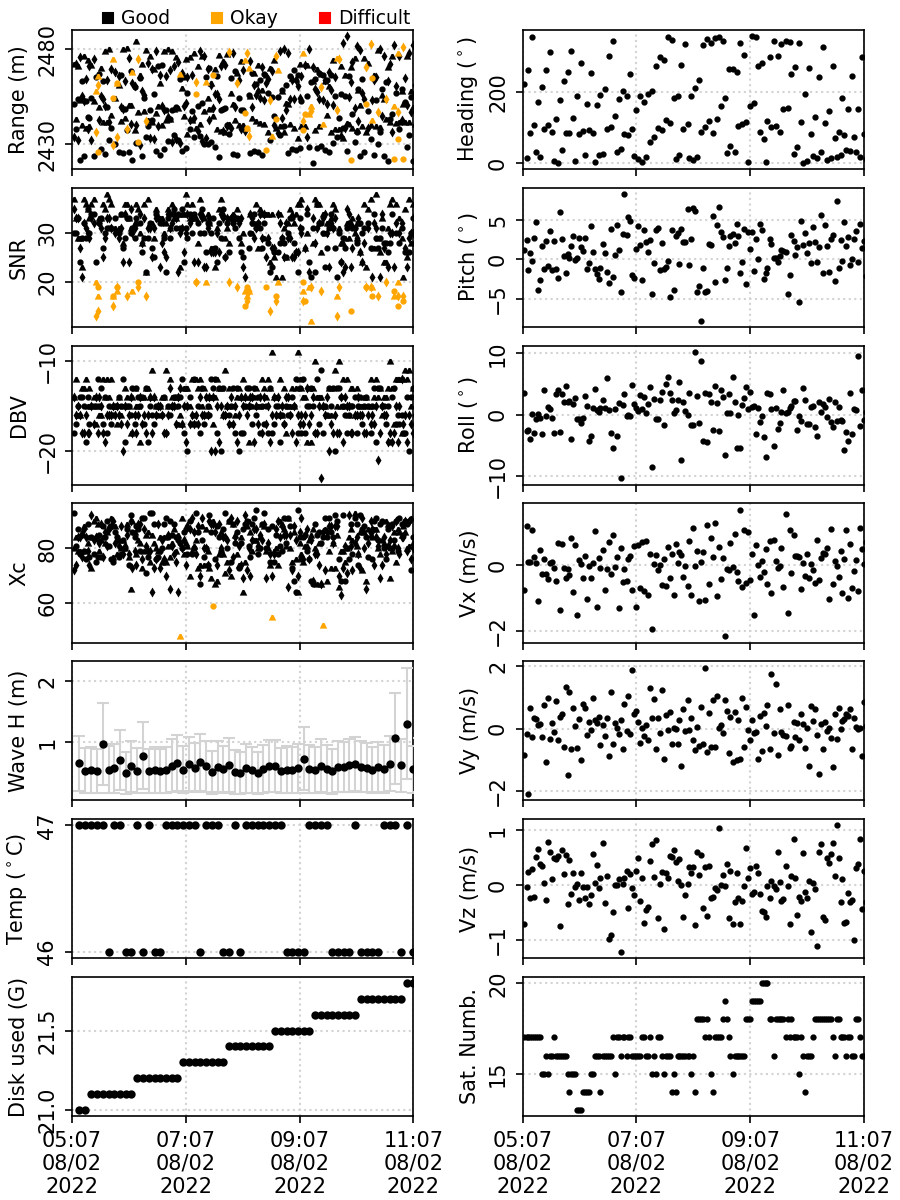 Good Okay Difficult
Range (m)
2480
2430
Heading (°)
200
0
SNR
30
20
Pitch (°)
5
0
−5
DBV
−10
−20
Roll (°)
10
0
−10
Xc
80
60
Vx (m/s)
0
−2
Wave H (m)
2
1
Vy (m/s)
2
0
−2
Temp (°C)
47
46
Vz (m/s)
1
0
−1
Disk used (G)
21.5
21.0
Sat. Numb.
20
15
05:07 07:07 09:07 11:07
08/02 08/02 08/02 08/02
2022 2022 2022 2022
05:07 07:07 09:07 11:07
08/02 08/02 08/02 08/02
2022 2022 2022 2022